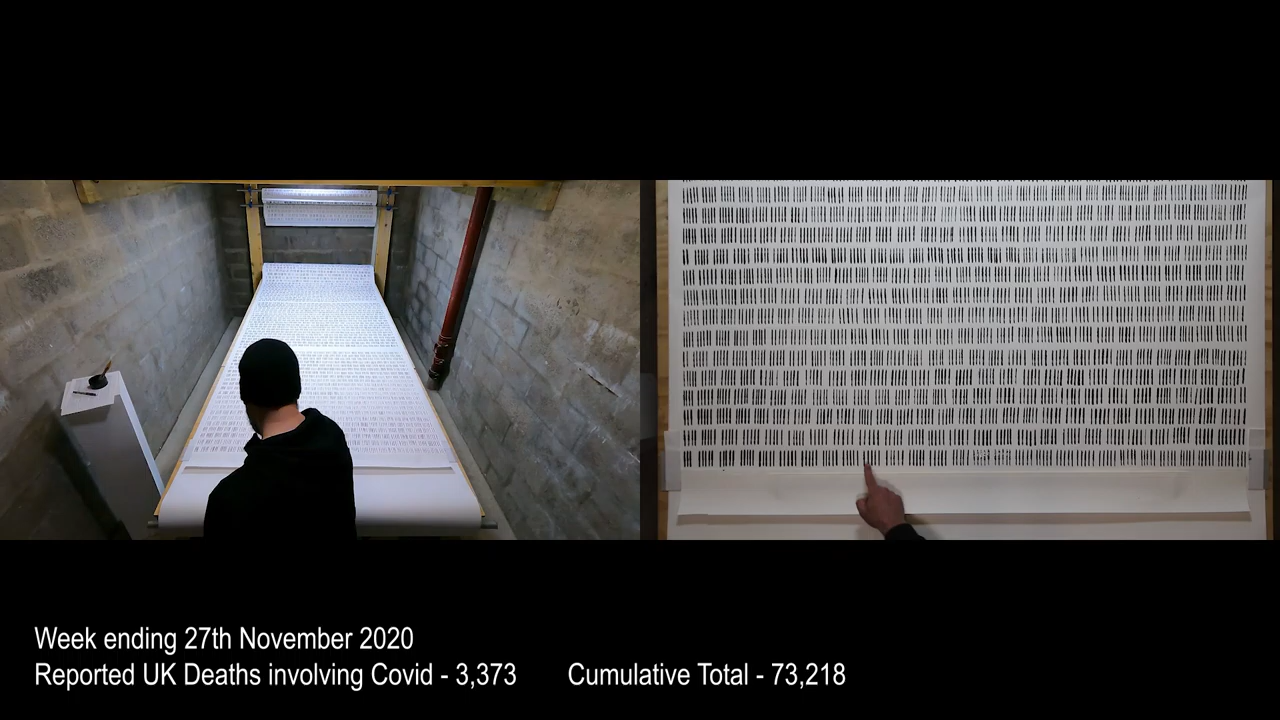 Week ending 27th November 2020
Reported UK Deaths involving Covid - 3,373 Cumulative Total - 73,218